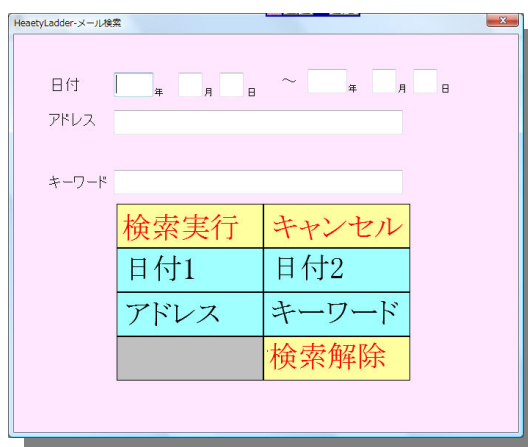 HeaetyLadder-メール検索
日付 年 月 日 ～ 年 月 日
アドレス
キーワード
検索実行 キャンセル
日付1 日付2
アドレス キーワード
検索解除